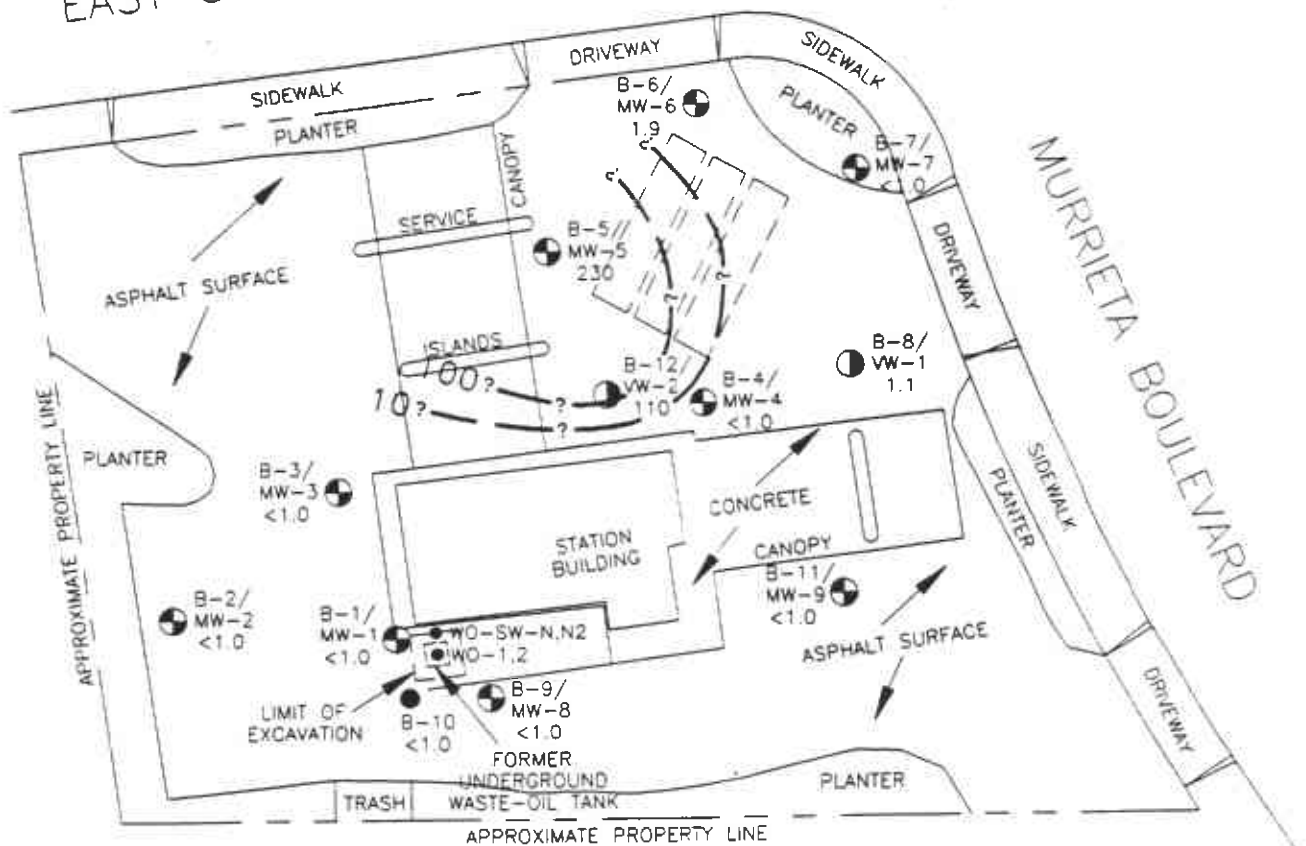 EAST
SIDEWALK
DRIVEWAY
SIDEWALK
PLANTER
CANOPY
B-6/
MW-6
1.9
PLANTER
B-7/
MW-7
MURRIETA BOULEVARD
SERVICE
B-5/
MW-5
230
?
?
DRIVEWAY
ASPHALT SURFACE
ISLANDS
100?
?
10?
?
B-12/
VW-2
110
B-4/
MW-4
<1.0
B-8/
VW-1
1.1
APPROXIMATE PROPERTY LINE
PLANTER
B-3/
MW-3
<1.0
CONCRETE
SIDEWALK
PLANTER
STATION
BUILDING
CANOPY
B-11/
MW-9
<1.0
B-2/
MW-2
<1.0
B-1/
MW-1
<1.0
WO-SW-N,N2
WO-1,2
ASPHALT SURFACE
DRIVEWAY
LIMIT OF
EXCAVATION
B-10
<1.0
B-9/
MW-8
<1.0
FORMER
UNDERGROUND
WASTE-OIL TANK
TRASH
PLANTER
APPROXIMATE PROPERTY LINE